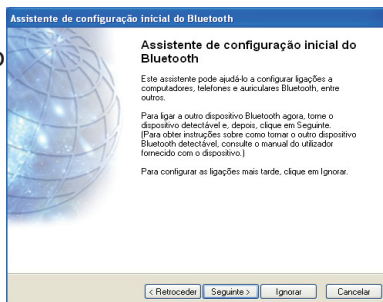 Assistente de configuração inicial do Bluetooth
Assistente de configuração inicial do
Bluetooth
Este assistente pode ajudá-lo a configurar ligações a
computadores, telefones e auriculares Bluetooth, entre
outros.
Para ligar a outro dispositivo Bluetooth agora, torne o
dispositivo detectável e, depois, clique em Seguinte.
(Para obter instruções sobre como tornar o outro dispositivo
Bluetooth detectável, consulte o manual do utilizador
fornecido com o dispositivo.)
Para configurar as ligações mais tarde, clique em Ignorar.
< Retroceder Seguinte > Ignorar Cancelar